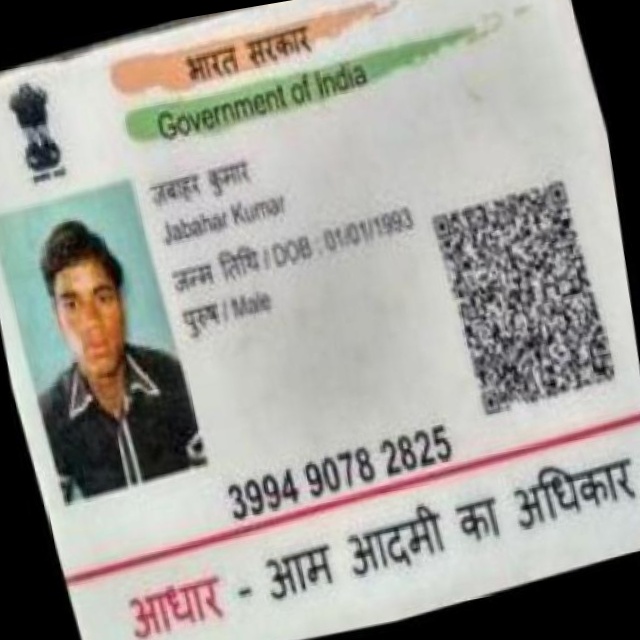 भारत सरकार
Government of India
जबाहर कुमार
Jabahar Kumar
जन्म तिथि / DOB : 01/01/1993
पुरुष / Male
3994 9078 2825
आधार - आम आदमी का अधिकार